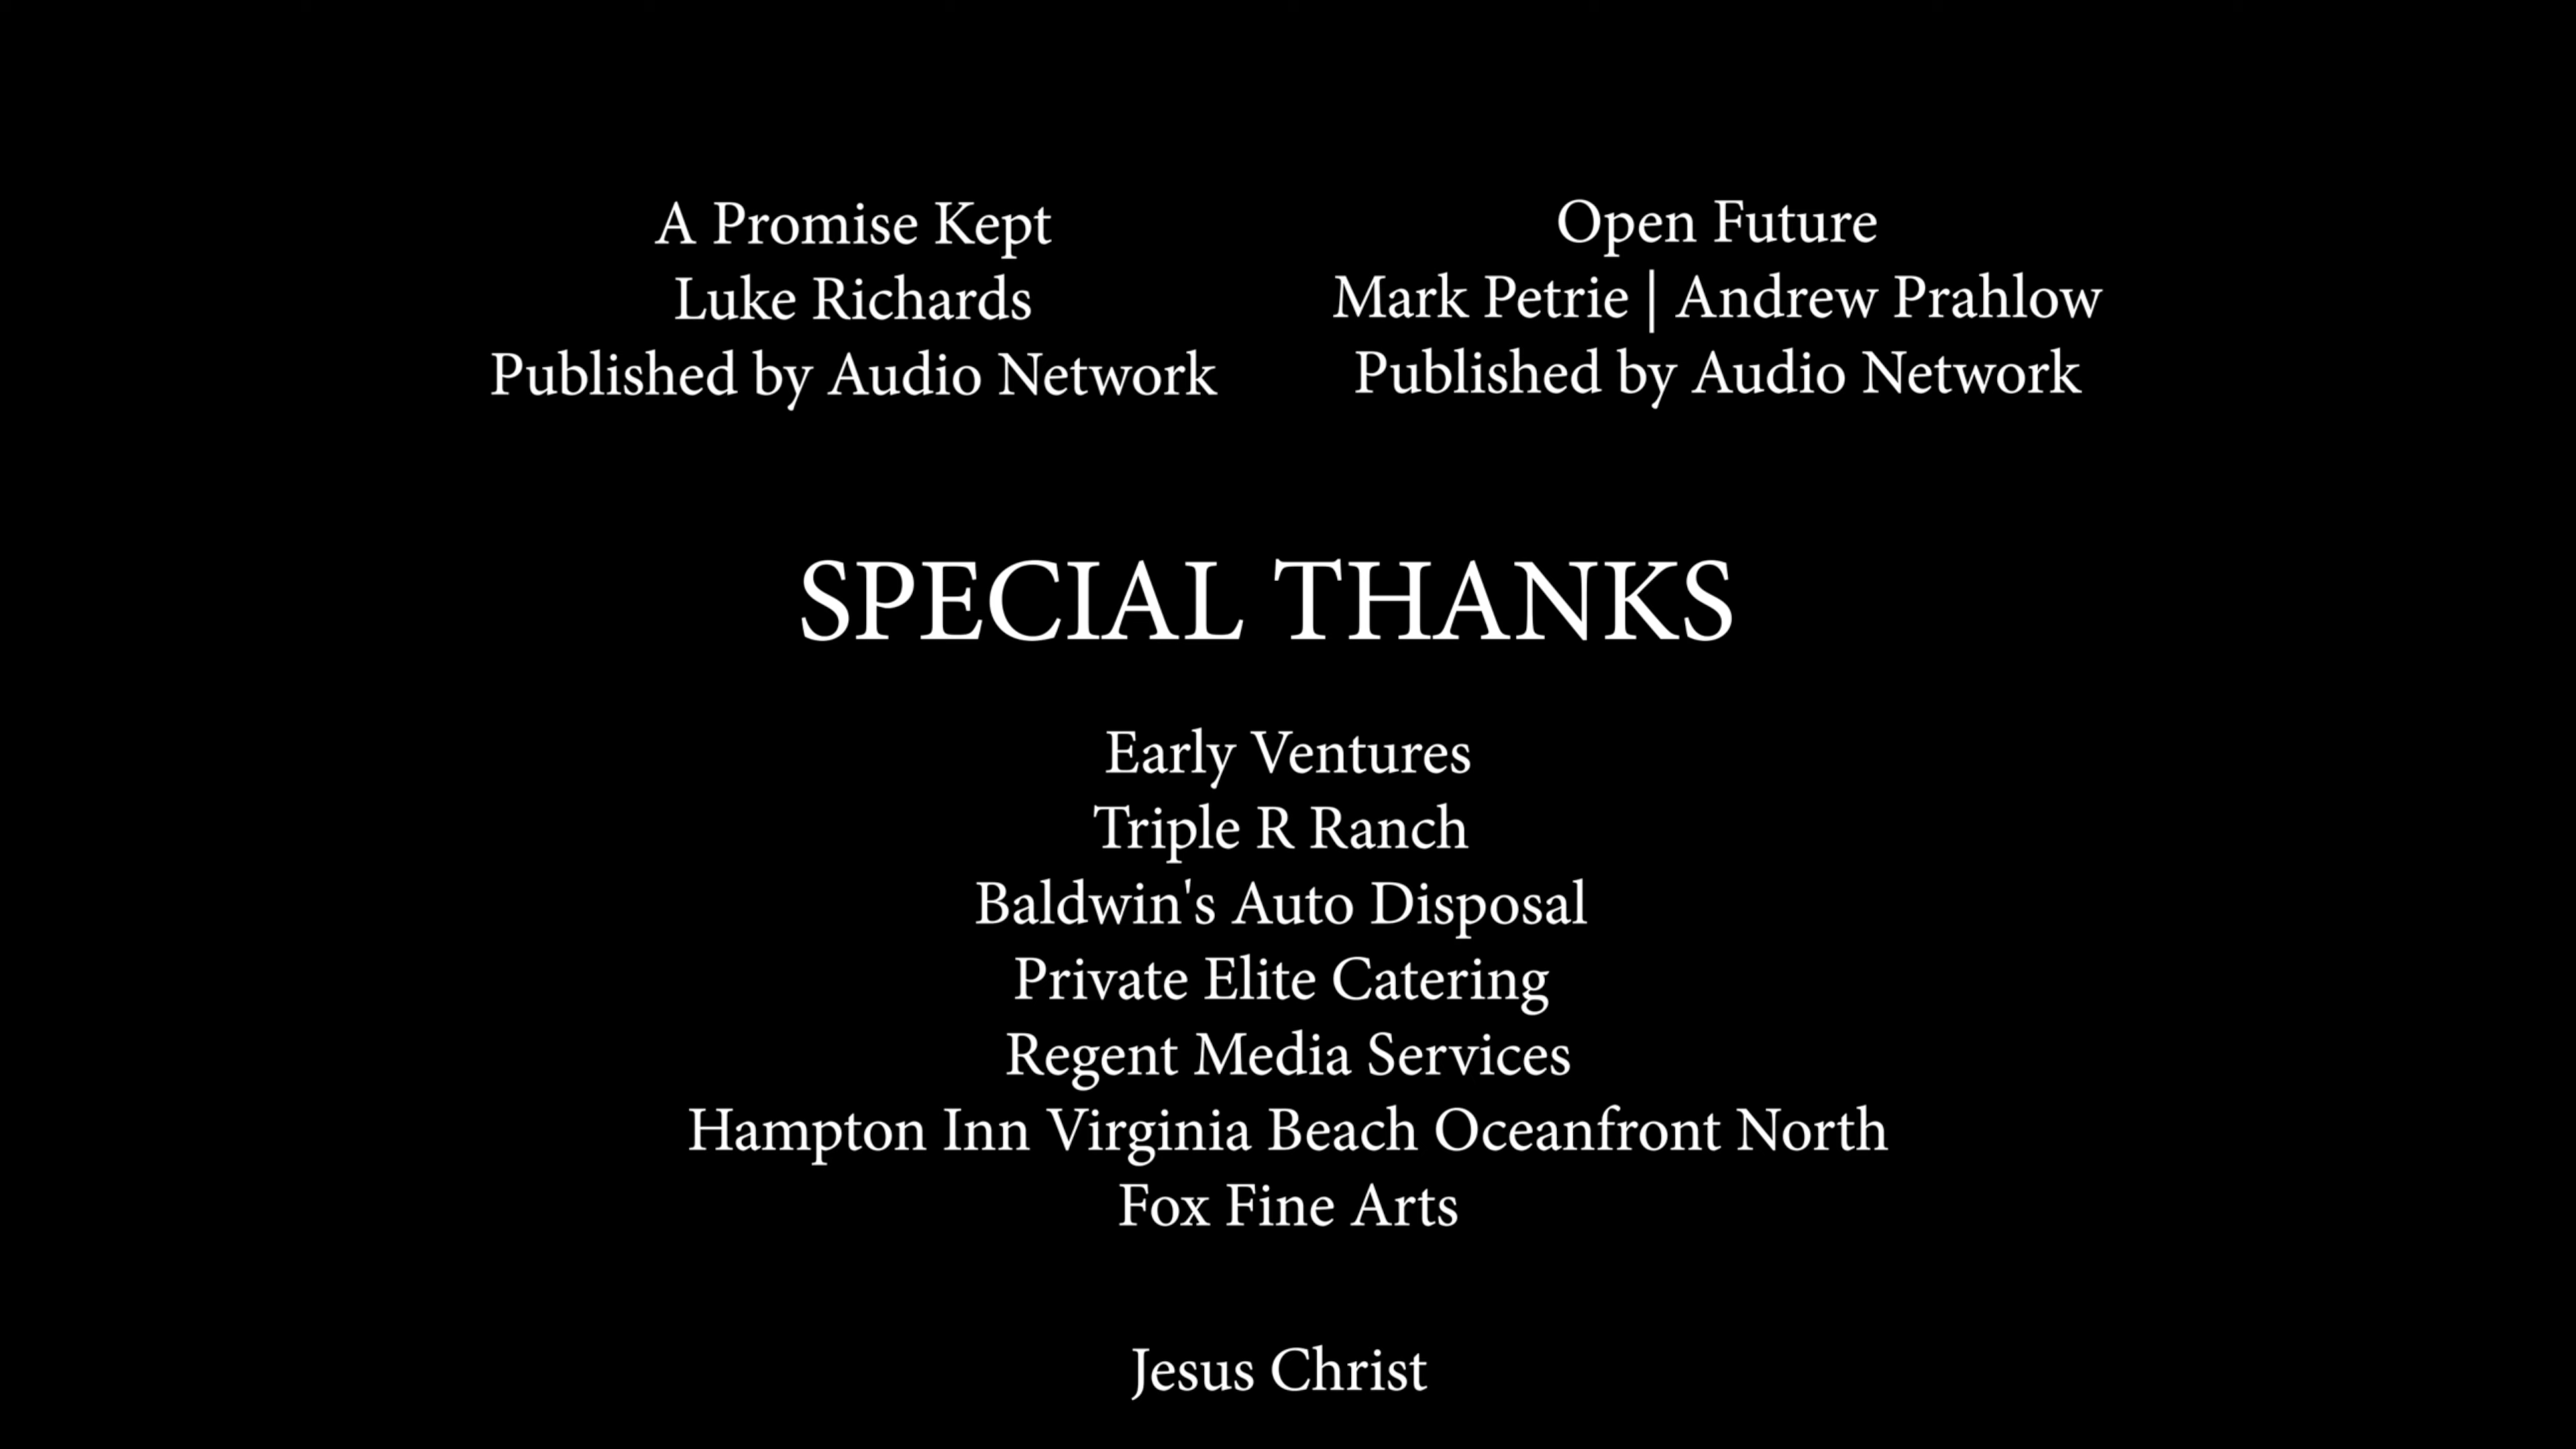 A Promise Kept
Luke Richards
Published by Audio Network
Open Future
Mark Petrie | Andrew Prahlow
Published by Audio Network
SPECIAL THANKS
Early Ventures
Triple R Ranch
Baldwin's Auto Disposal
Private Elite Catering
Regent Media Services
Hampton Inn Virginia Beach Oceanfront North
Fox Fine Arts
Jesus Christ